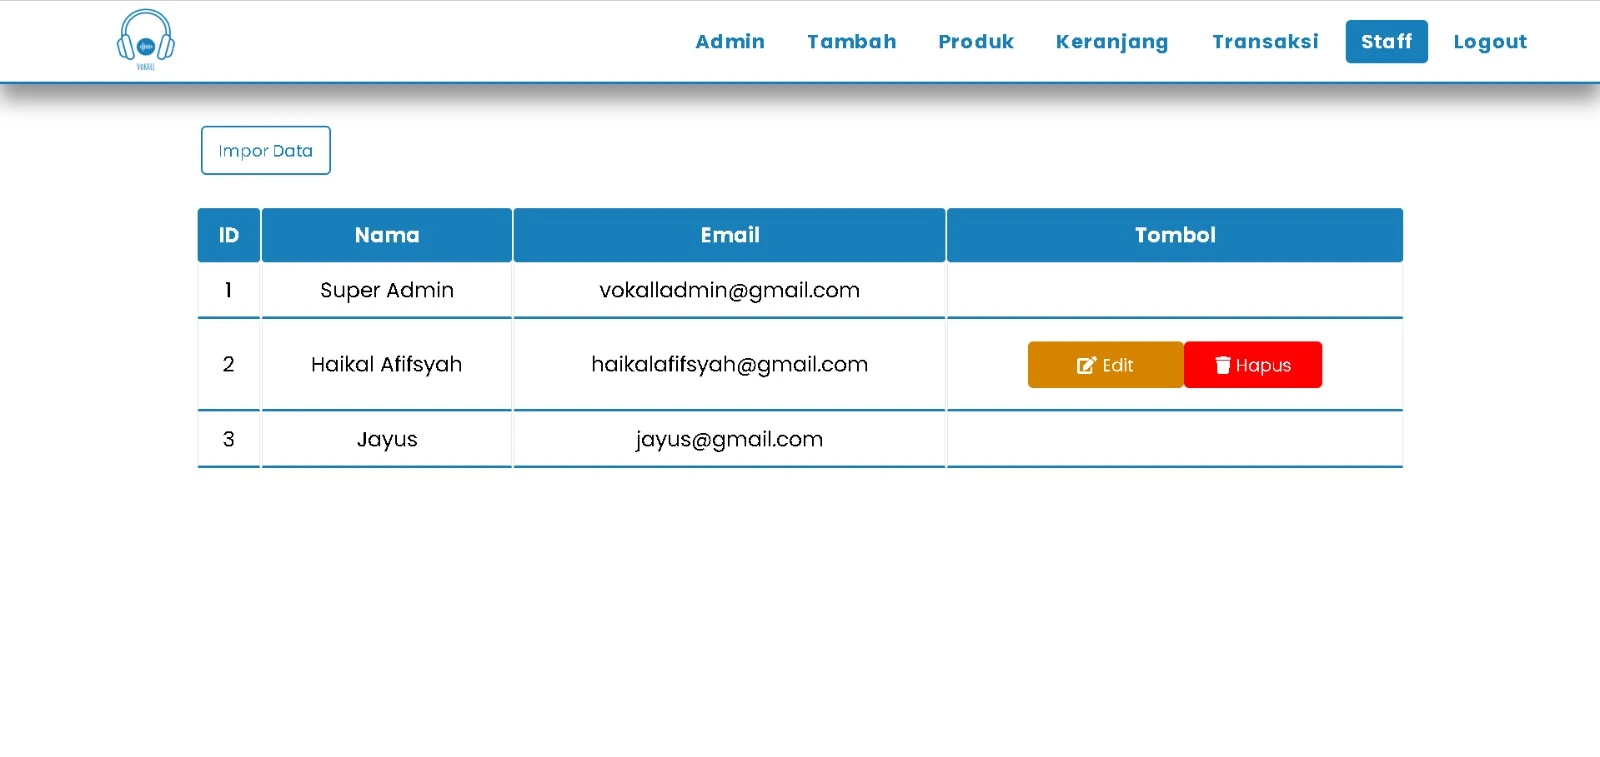 VOKALL
Admin Tambah Produk Keranjang Transaksi Staff Logout
Impor Data
ID Nama Email Tombol
1 Super Admin vokalladmin@gmail.com
2 Haikal Afifsyah haikalafifsyah@gmail.com Edit Hapus
3 Jayus jayus@gmail.com